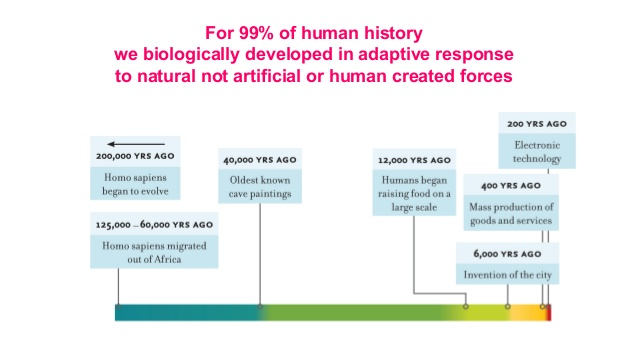 For 99% of human history
we biologically developed in adaptive response
to natural not artificial or human created forces
200,000 YRS AGO
Homo sapiens
began to evolve
125,000 – 60,000 YRS AGO
Homo sapiens migrated
out of Africa
40,000 YRS AGO
Oldest known
cave paintings
12,000 YRS AGO
Humans began
raising food on a
large scale
200 YRS AGO
Electronic
technology
400 YRS AGO
Mass production of
goods and services
6,000 YRS AGO
Invention of the city